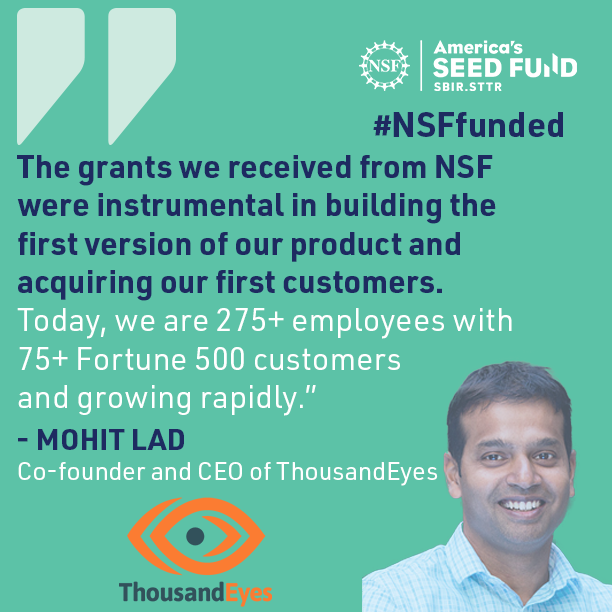 NSF
America's
SEED FUND
SBIR.STTR
#NSFfunded
The grants we received from NSF
were instrumental in building the
first version of our product and
acquiring our first customers.
Today, we are 275+ employees with
75+ Fortune 500 customers
and growing rapidly.”
- MOHIT LAD
Co-founder and CEO of ThousandEyes
ThousandEyes